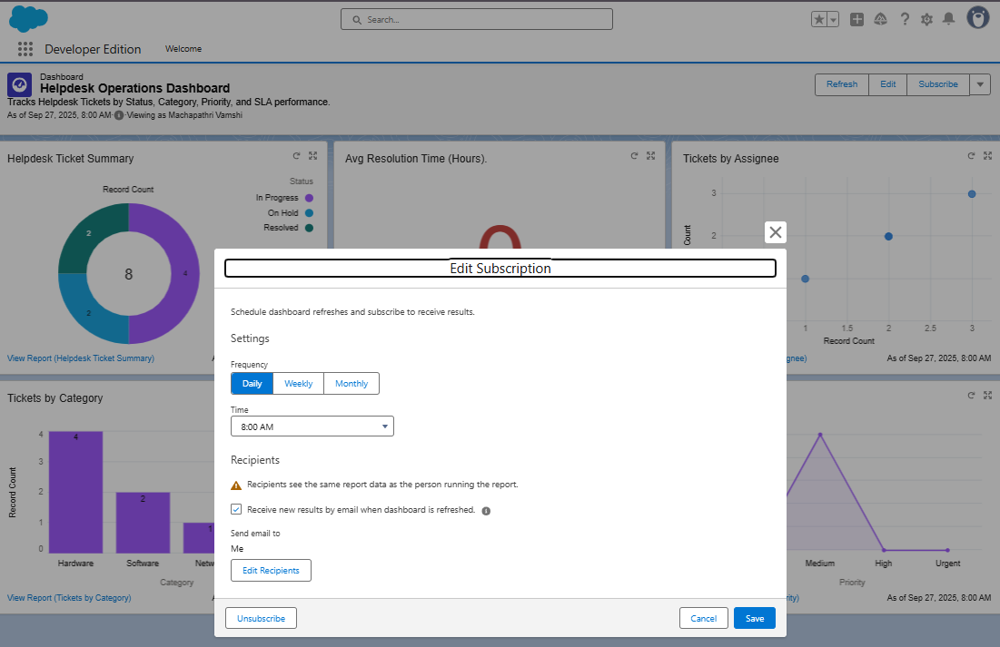 Search...
Developer Edition
Welcome
Dashboard
Helpdesk Operations Dashboard
Tracks Helpdesk Tickets by Status, Category, Priority, and SLA performance.
As of Sep 27, 2025, 8:00 AM·Viewing as Machapathri Vamshi
Refresh
Edit
Subscribe
Helpdesk Ticket Summary
Record Count
Status
In Progress
On Hold
Resolved
2
4
8
2
View Report (Helpdesk Ticket Summary)
Avg Resolution Time (Hours).
Tickets by Assignee
Count
3
2
1
1.5
2
2.5
3
Record Count
As of Sep 27, 2025, 8:00 AM
Edit Subscription
Schedule dashboard refreshes and subscribe to receive results.
Settings
Frequency
Daily
Weekly
Monthly
Time
8:00 AM
Recipients
Recipients see the same report data as the person running the report.
Receive new results by email when dashboard is refreshed.
Send email to
Me
Edit Recipients
Unsubscribe
Cancel
Save
Tickets by Category
Record Count
4
3
2
1
0
4
2
1
Hardware
Software
Category
View Report (Tickets by Category)
Medium
High
Urgent
Priority
As of Sep 27, 2025, 8:00 AM